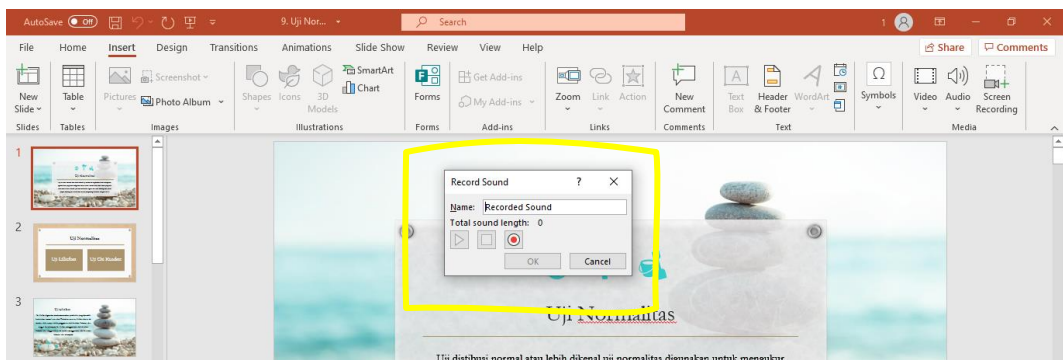 AutoSave Off 9. Uji Nor... Search 1
File Home Insert Design Transitions Animations Slide Show Review View Help Share Comments
New Slide Table Pictures Screenshot Photo Album Shapes Icons 3D Models SmartArt Chart Forms Get Add-ins My Add-ins Zoom Link Action New Comment Text Box Header & Footer WordArt Symbols Video Audio Screen Recording
Slides Tables Images Illustrations Forms Add-ins Links Comments Text Media
1
Record Sound ? X
Name: Recorded Sound
Total sound length: 0
OK Cancel
2
Uji Normalitas
Uji Liliefors
3
Uji Normalitas
Uji distibusi normal atau lebih dikenal uji normalitas digunakan untuk mengukur